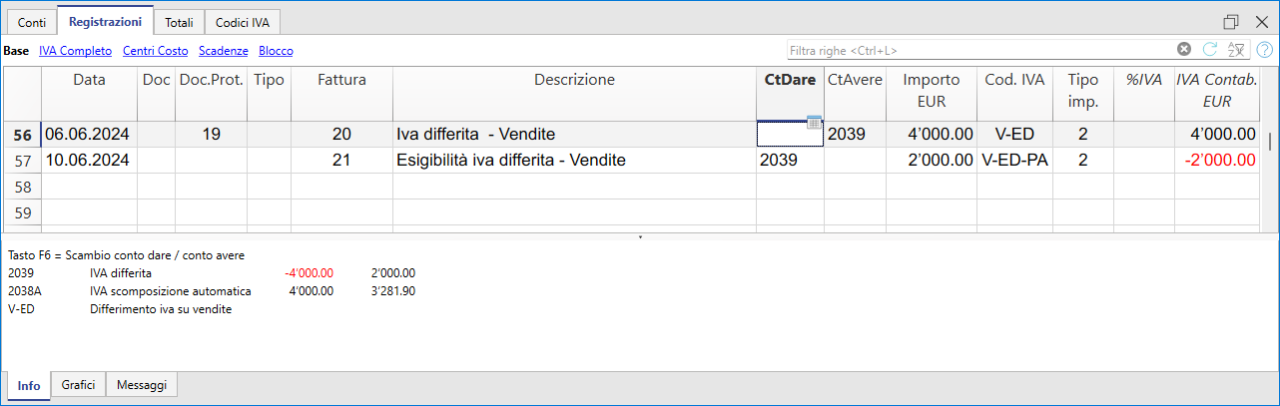 Conti Registrazioni Totali Codici IVA
Base IVA Completo Centri Costo Scadenze Blocco Filtra righe <Ctrl+L>
Data Doc Doc.Prot. Tipo Fattura Descrizione CtDare CtAvere Importo EUR Cod. IVA Tipo imp. %IVA IVA Contab. EUR
56 06.06.2024 19 20 Iva differita - Vendite 2039 4’000.00 V-ED 2 4’000.00
57 10.06.2024 21 Esigibilità iva differita - Vendite 2039 2’000.00 V-ED-PA 2 -2’000.00
58
59
Tasto F6 = Scambio conto dare / conto avere
2039 IVA differita -4’000.00 2’000.00
2038A IVA scomposizione automatica 4’000.00 3’281.90
V-ED Differimento iva su vendite
Info Grafici Messaggi